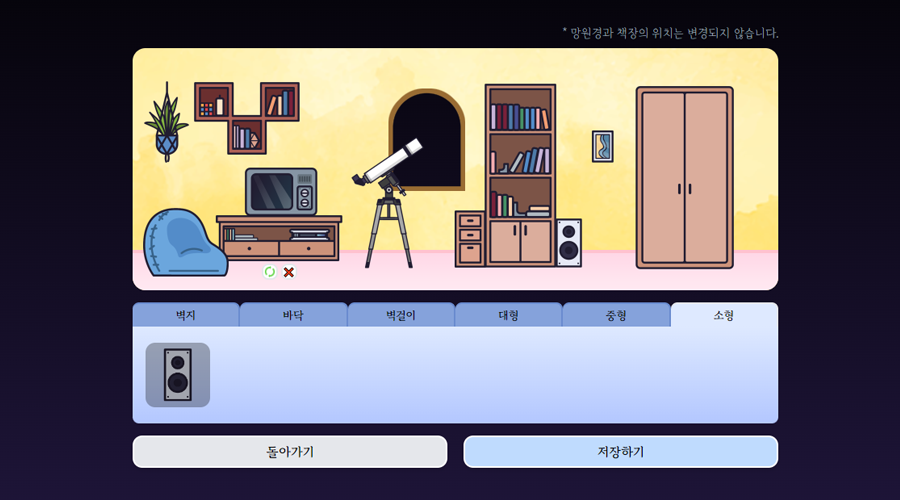 * 망원경과 책장의 위치는 변경되지 않습니다.
벽지
바닥
벽걸이
대형
중형
소형
돌아가기
저장하기